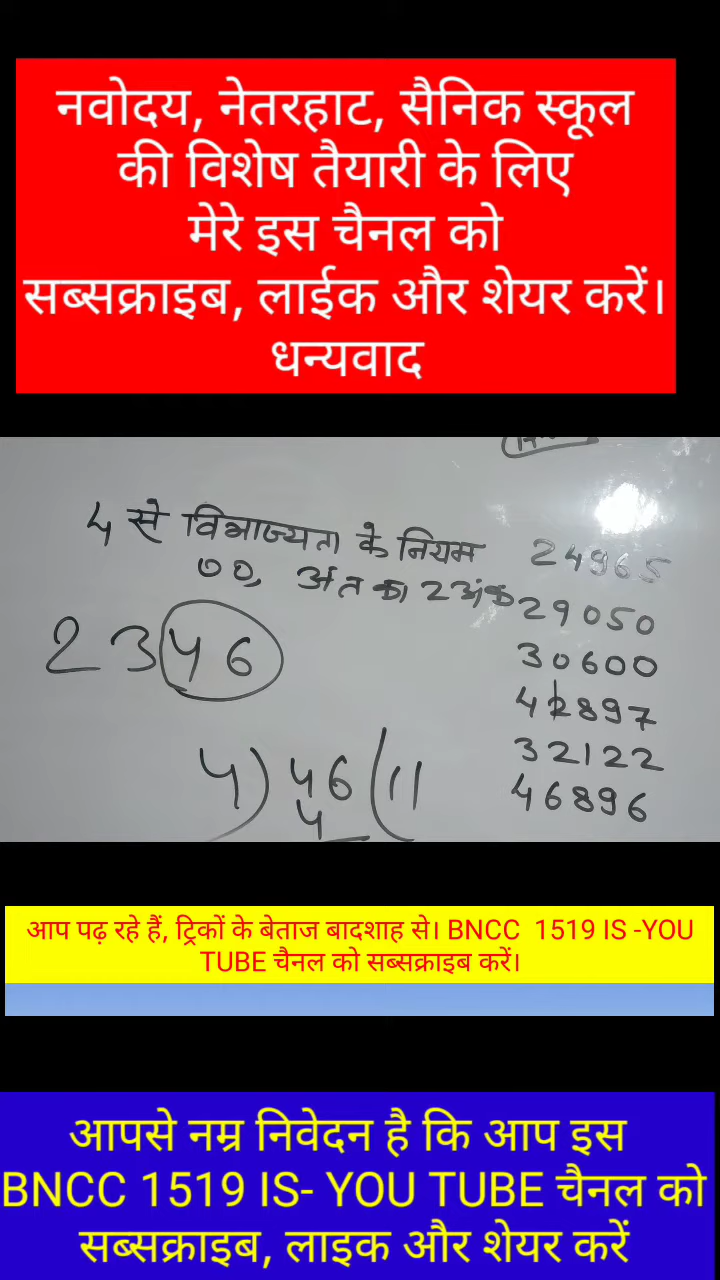 नवोदय, नेतरहाट, सैनिक स्कूल
की विशेष तैयारी के लिए
मेरे इस चैनल को
सब्सक्राइब, लाईक और शेयर करें।
धन्यवाद
4 से विभाज्यता के नियम
00, अंत का 2 अंक
2346
4)46(11
4
24965
29050
30600
42897
32122
46896
आप पढ़ रहे हैं, ट्रिकों के बेताज बादशाह से। BNCC 1519 IS -YOU
TUBE चैनल को सब्सक्राइब करें।
आपसे नम्र निवेदन है कि आप इस
BNCC 1519 IS- YOU TUBE चैनल को
सब्सक्राइब, लाइक और शेयर करें